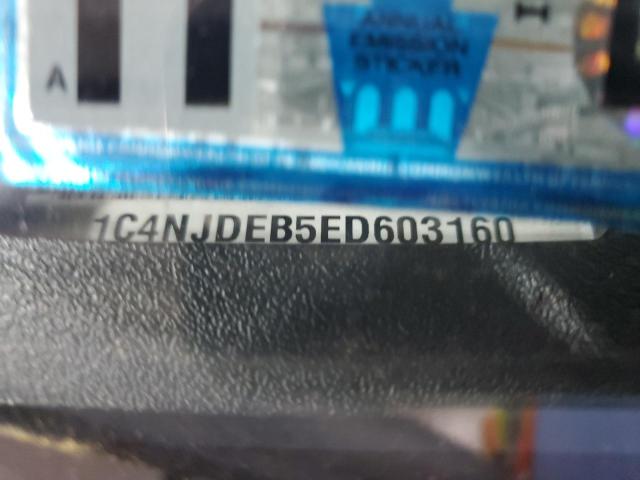 ANNUAL
EMISSION
STICKER
A
1C4NJDEB5ED603160